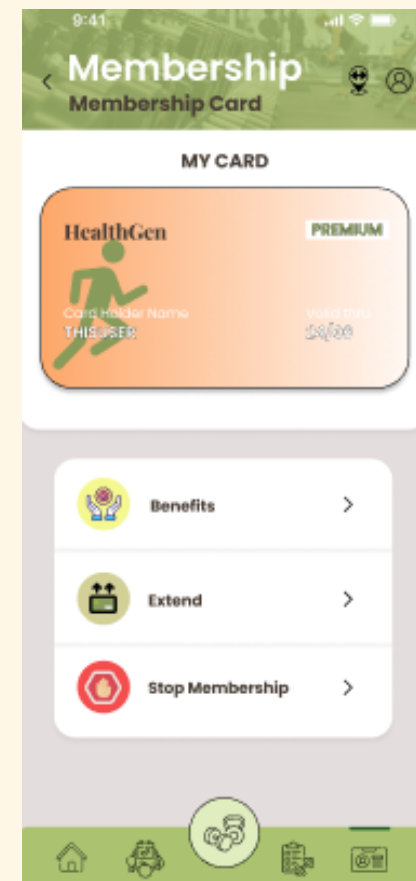 9:41
Membership
Membership Card
MY CARD
HealthGen
PREMIUM
Card Holder Name
Valid thru
THISUSER
Benefits
Extend
Stop Membership